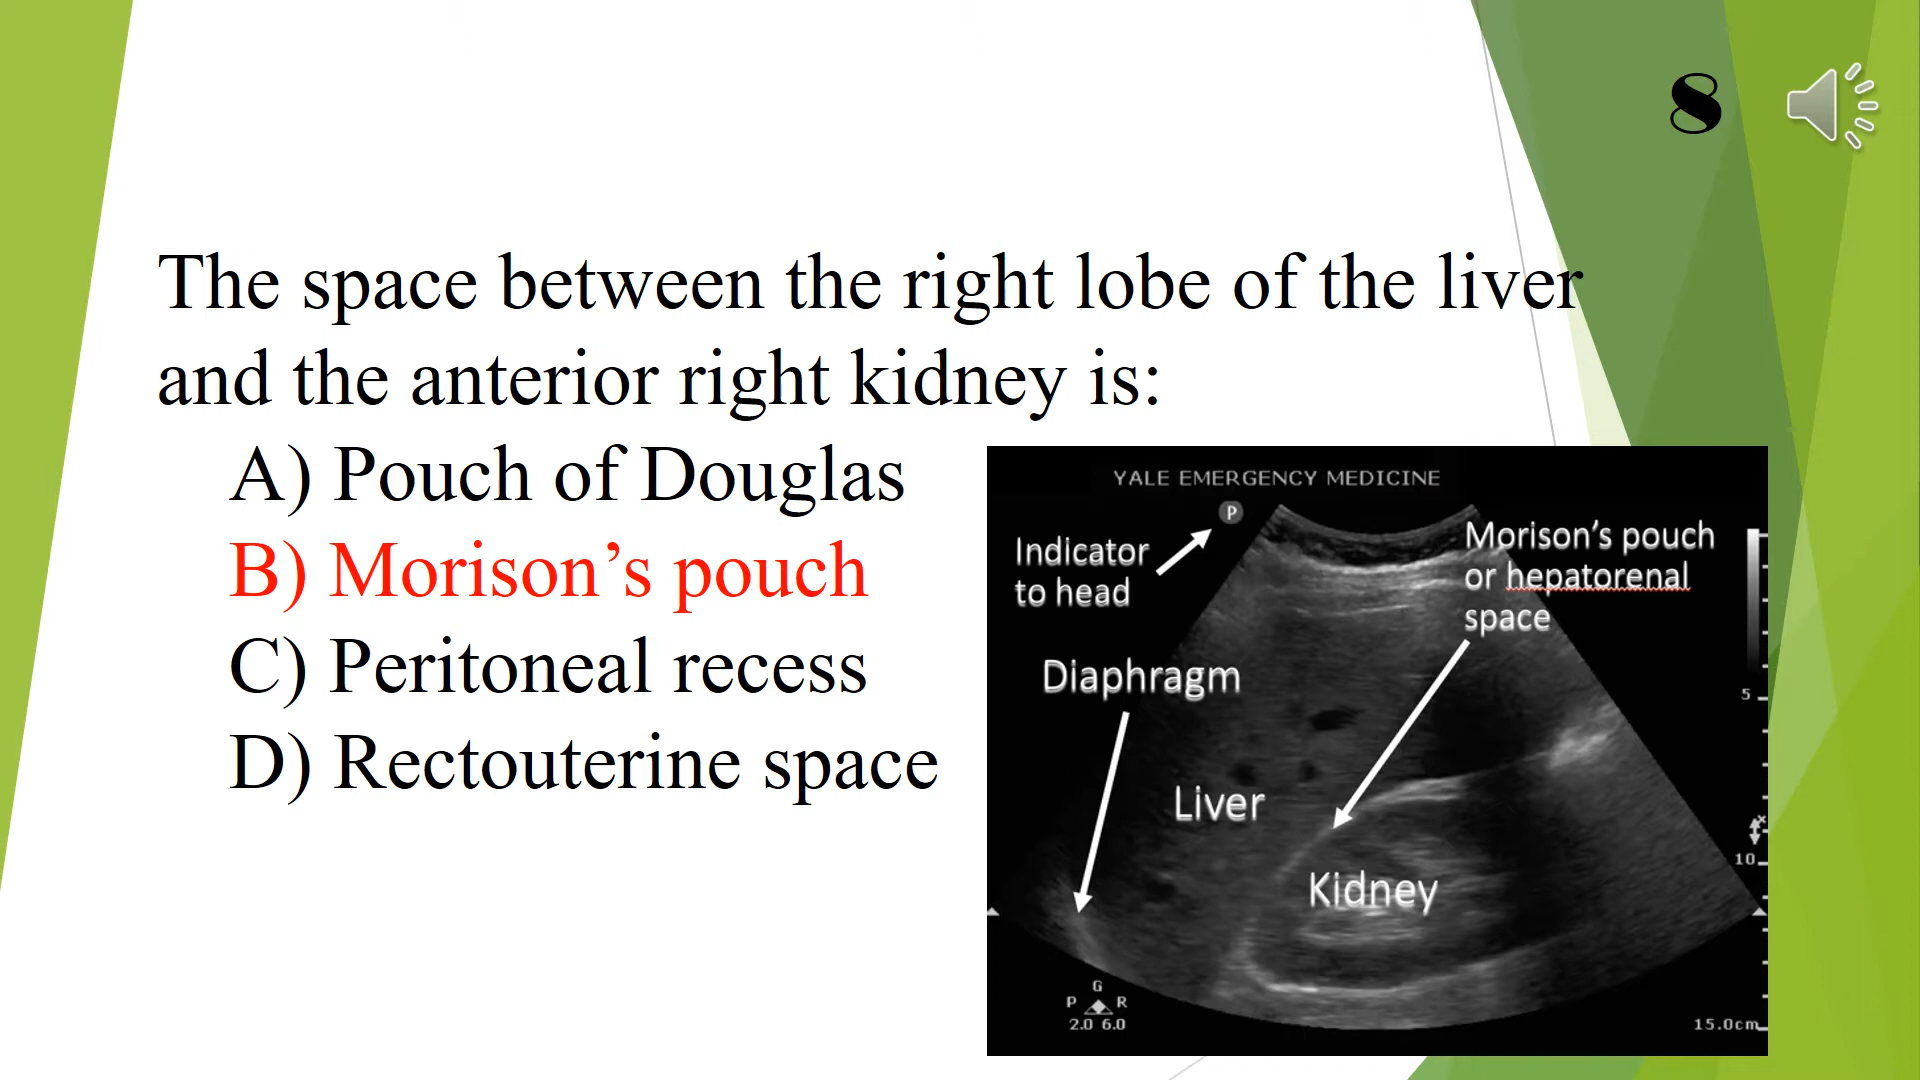 8
The space between the right lobe of the liver
and the anterior right kidney is:
A) Pouch of Douglas
B) Morison’s pouch
C) Peritoneal recess
D) Rectouterine space
YALE EMERGENCY MEDICINE
P
Indicator
to head
Morison’s pouch
or hepatorenal
space
Diaphragm
5
Liver
10
Kidney
G
P R
2.0 6.0
15.0cm